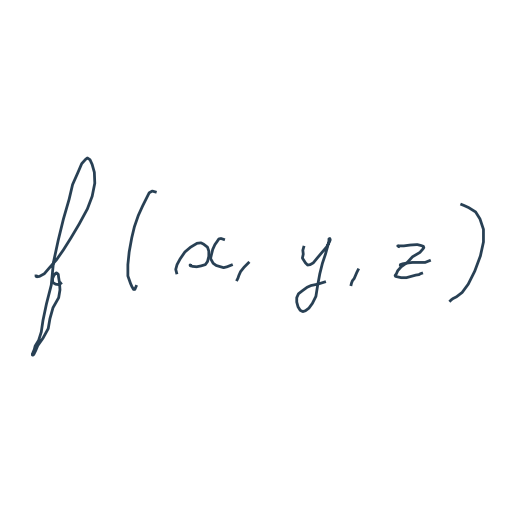 f(x, y, z)